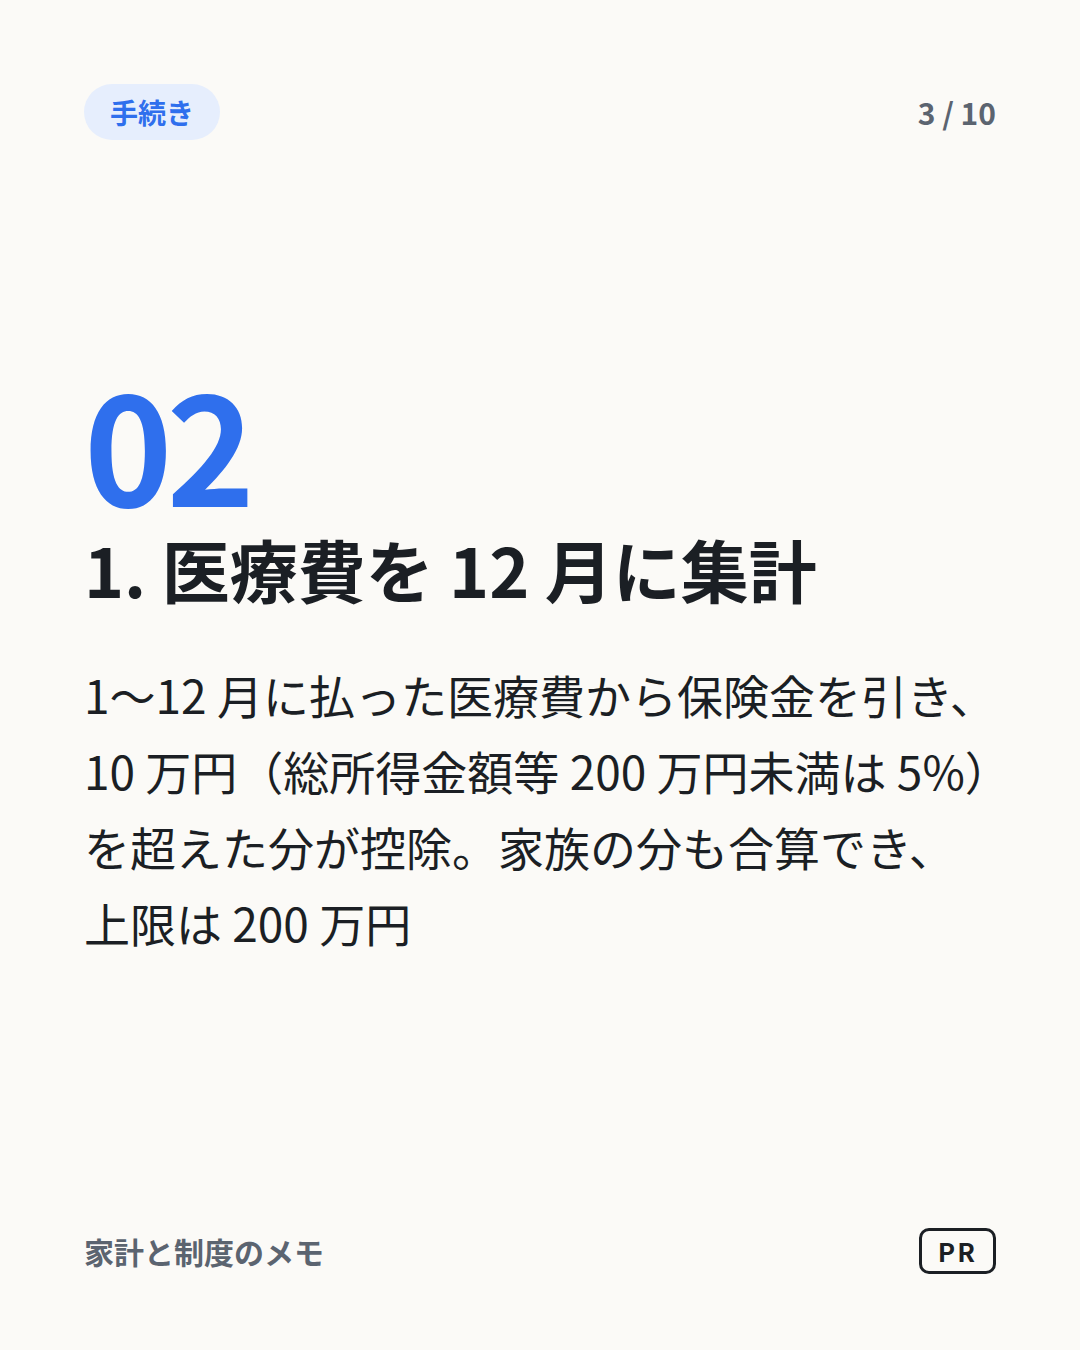 手続き
3 / 10
02
1. 医療費を 12 月に集計
1〜12 月に払った医療費から保険金を引き、
10 万円（総所得金額等 200 万円未満は 5%）
を超えた分が控除。家族の分も合算でき、
上限は 200 万円
家計と制度のメモ
PR